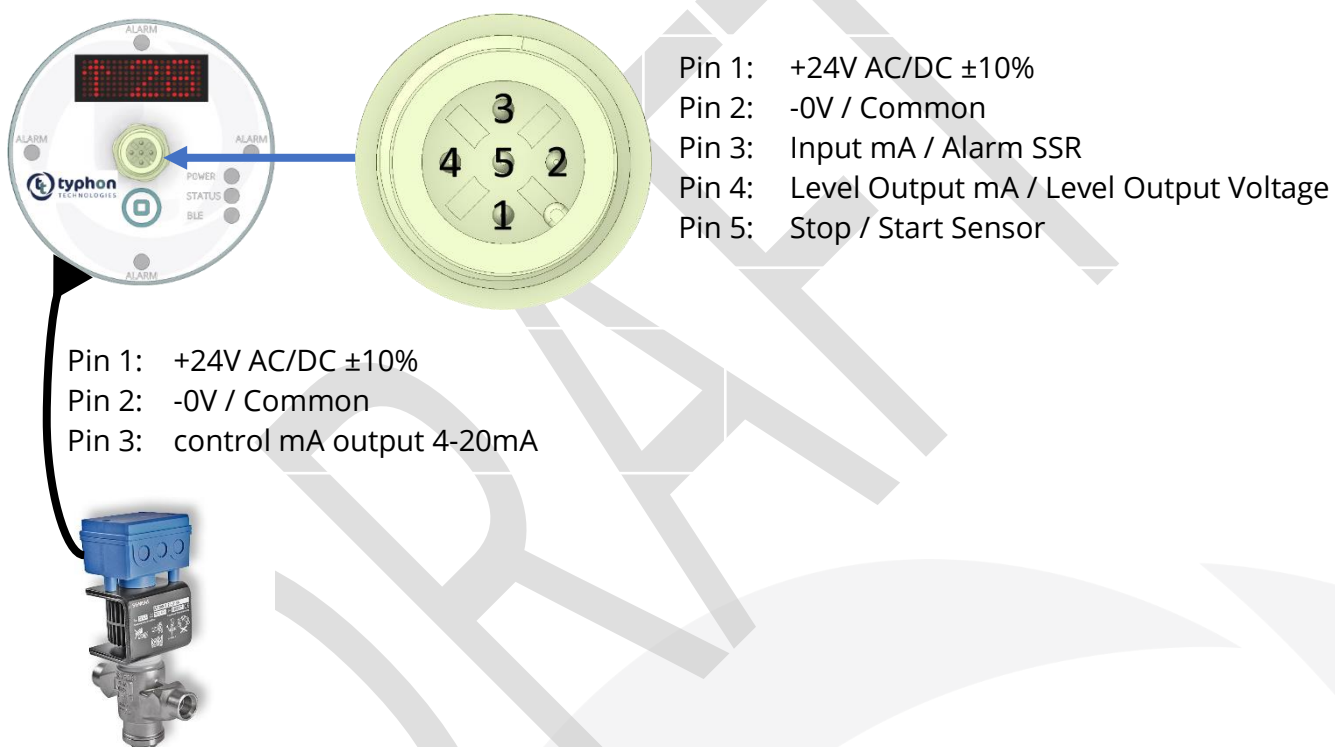 ALARM
↑ 29
ALARM
ALARM
typhon
TECHNOLOGIES
POWER
STATUS
BLE
ALARM
3
4 5 2
1
Pin 1: +24V AC/DC ±10%
Pin 2: -0V / Common
Pin 3: Input mA / Alarm SSR
Pin 4: Level Output mA / Level Output Voltage
Pin 5: Stop / Start Sensor
Pin 1: +24V AC/DC ±10%
Pin 2: -0V / Common
Pin 3: control mA output 4-20mA
DRAFT